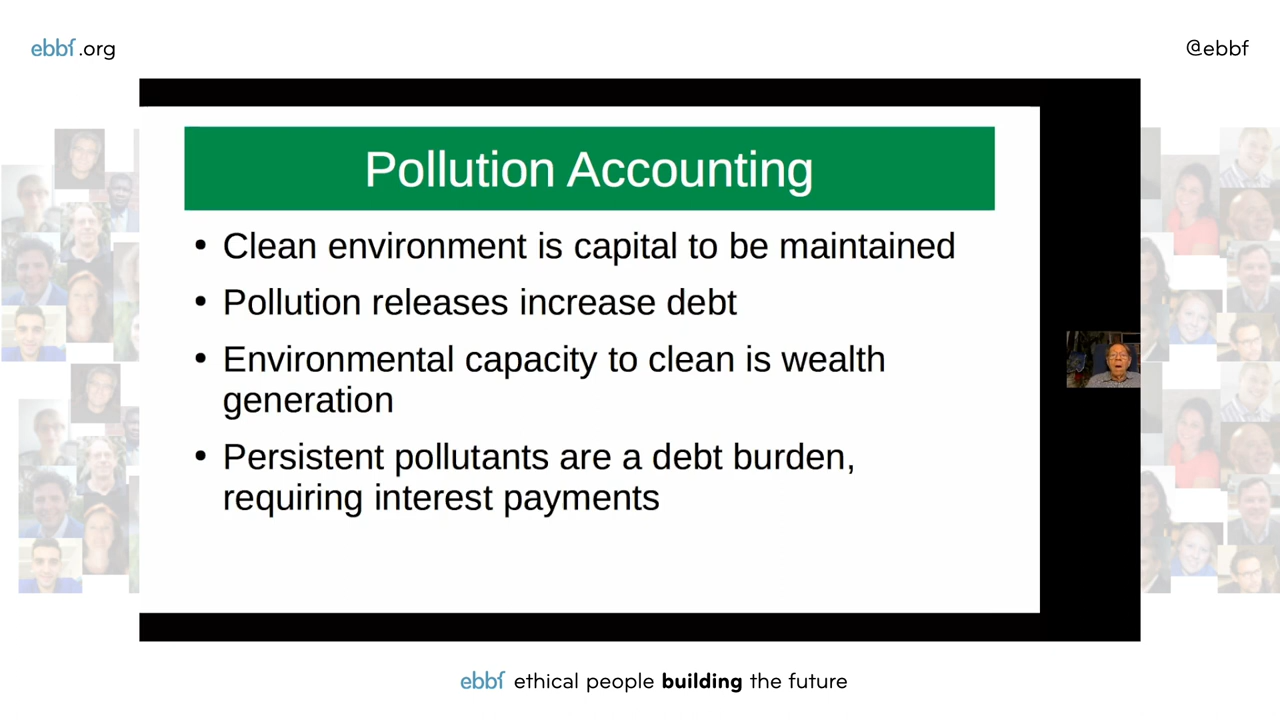 ebbf.org
@ebbf
Pollution Accounting
• Clean environment is capital to be maintained
• Pollution releases increase debt
• Environmental capacity to clean is wealth
generation
• Persistent pollutants are a debt burden,
requiring interest payments
ebbf ethical people building the future